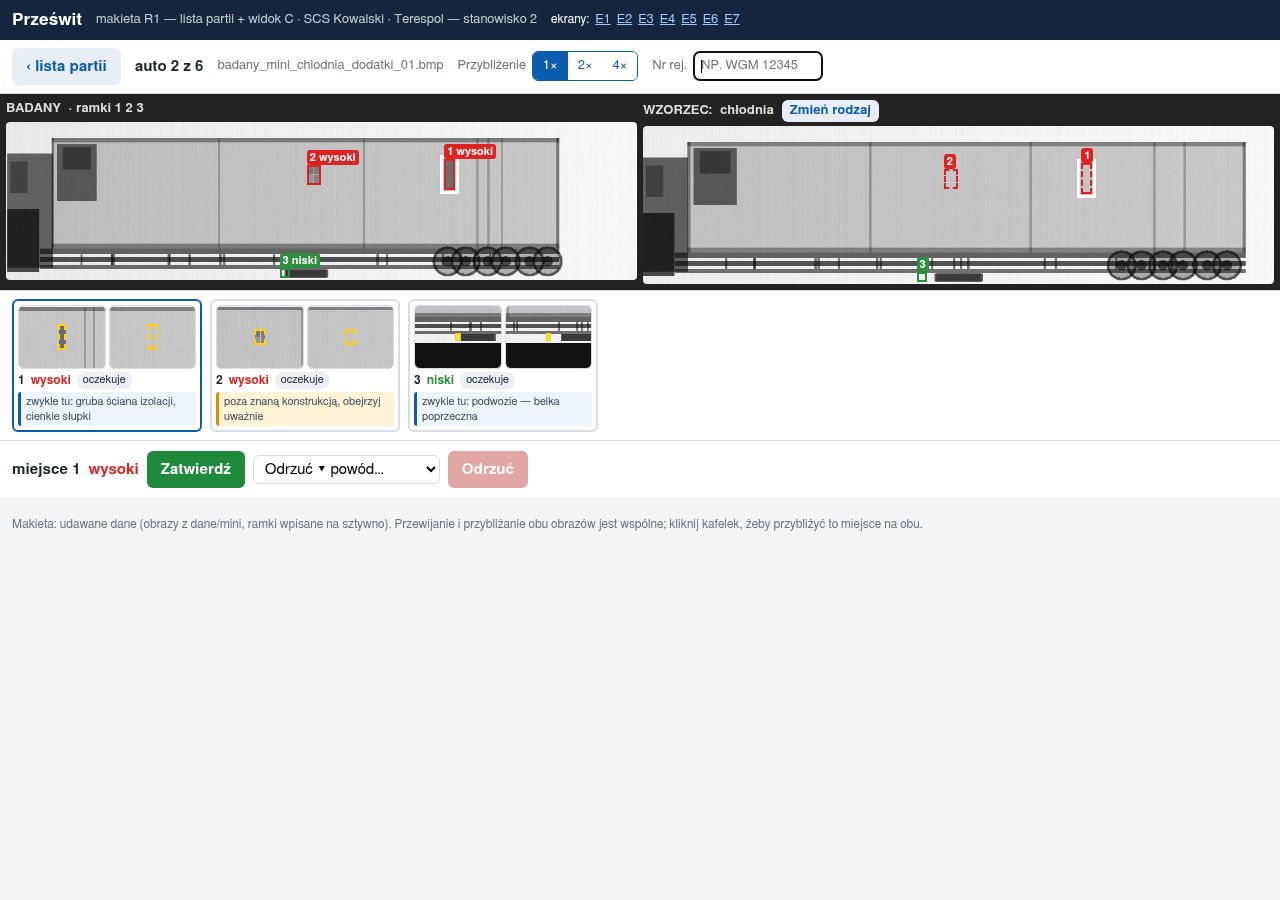 Prześwit makieta R1 — lista partii + widok C · SCS Kowalski · Terespol — stanowisko 2 ekrany: E1 E2 E3 E4 E5 E6 E7
‹ lista partii auto 2 z 6 badany_mini_chlodnia_dodatki_01.bmp Przybliżenie 1× 2× 4× Nr rej. NP. WGM 12345
BADANY · ramki 1 2 3
WZORZEC: chłodnia Zmień rodzaj
2 wysoki
1 wysoki
3 niski
2
1
3
1 wysoki oczekuje
zwykle tu: gruba ściana izolacji,
cienkie słupki
2 wysoki oczekuje
poza znaną konstrukcją, obejrzyj
uważnie
3 niski oczekuje
zwykle tu: podwozie — belka
poprzeczna
miejsce 1 wysoki Zatwierdź Odrzuć ▾ powód... Odrzuć
Makieta: udawane dane (obrazy z dane/mini, ramki wpisane na sztywno). Przewijanie i przybliżanie obu obrazów jest wspólne; kliknij kafelek, żeby przybliżyć to miejsce na obu.